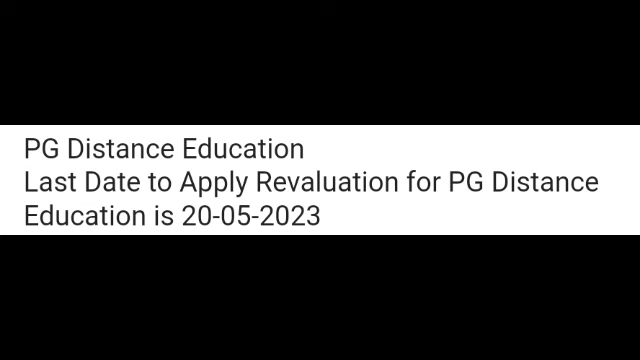 PG Distance Education
Last Date to Apply Revaluation for PG Distance
Education is 20-05-2023